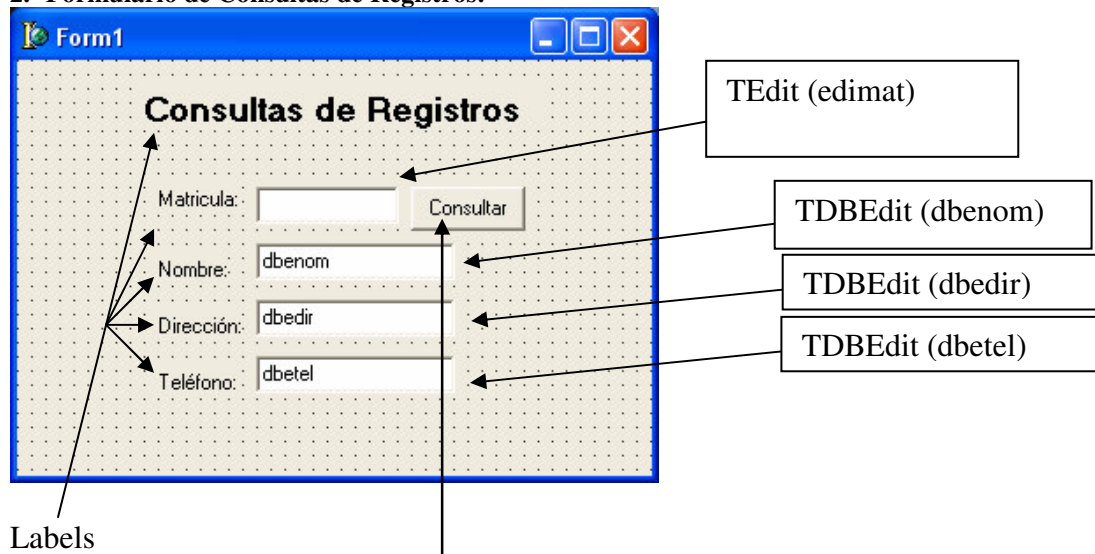 2. Formulario de Consultas de Registros.
Form1
Consultas de Registros
TEdit (edimat)
Matricula:
Consultar
TDBEdit (dbenom)
Nombre:
dbenom
TDBEdit (dbedir)
Dirección:
dbedir
TDBEdit (dbetel)
Teléfono:
dbetel
Labels